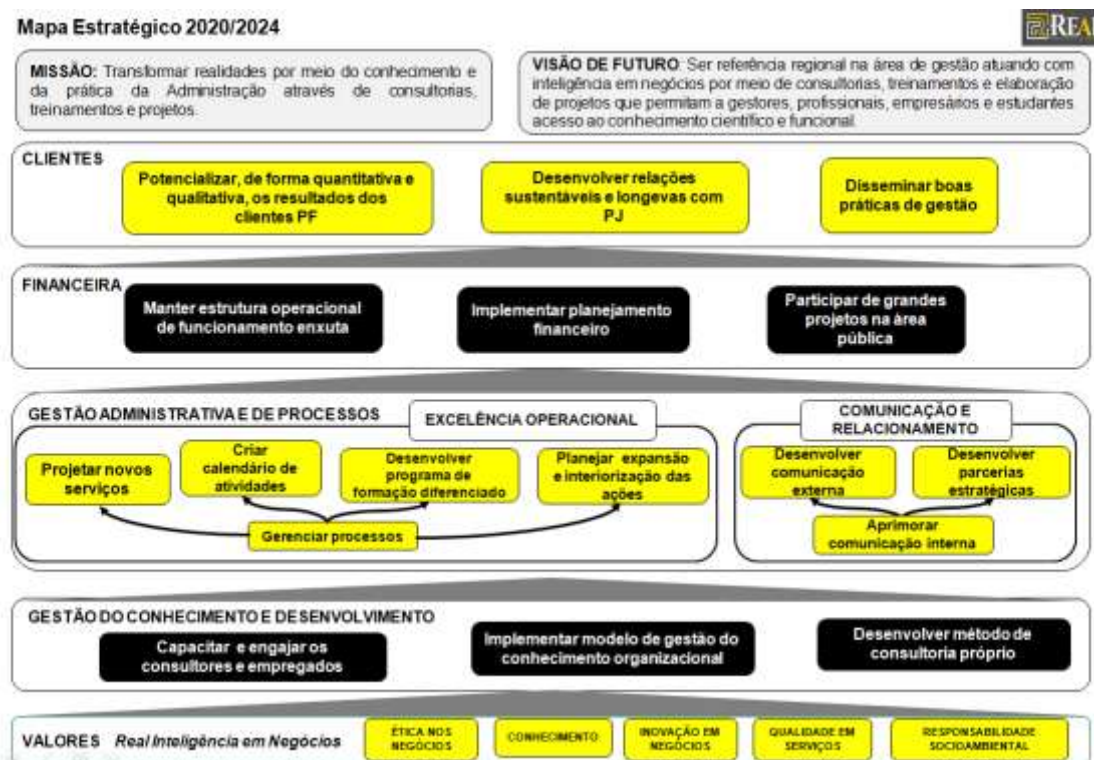 Mapa Estratégico 2020/2024
REAL
MISSÃO: Transformar realidades por meio do conhecimento e
da prática da Administração através de consultorias,
treinamentos e projetos.
VISÃO DE FUTURO: Ser referência regional na área de gestão atuando com
inteligência em negócios por meio de consultorias, treinamentos e elaboração
de projetos que permitam a gestores, profissionais, empresários e estudantes
acesso ao conhecimento científico e funcional.
CLIENTES
Potencializar, de forma quantitativa e
qualitativa, os resultados dos
clientes PF
Desenvolver relações
sustentáveis e longevas com
PJ
Disseminar boas
práticas de gestão
FINANCEIRA
Manter estrutura operacional
de funcionamento enxuta
Implementar planejamento
financeiro
Participar de grandes
projetos na área
pública
GESTÃO ADMINISTRATIVA E DE PROCESSOS
EXCELÊNCIA OPERACIONAL
Projetar novos
serviços
Criar
calendário de
atividades
Desenvolver
programa de
formação diferenciado
Planejar expansão
e interiorização das
ações
Gerenciar processos
COMUNICAÇÃO E
RELACIONAMENTO
Desenvolver
comunicação
externa
Desenvolver
parcerias
estratégicas
Aprimorar
comunicação interna
GESTÃO DO CONHECIMENTO E DESENVOLVIMENTO
Capacitar e engajar os
consultores e empregados
Implementar modelo de gestão do
conhecimento organizacional
Desenvolver método de
consultoria próprio
VALORES Real Inteligência em Negócios
ÉTICA NOS
NEGÓCIOS
CONHECIMENTO
INOVAÇÃO EM
NEGÓCIOS
QUALIDADE EM
SERVIÇOS
RESPONSABILIDADE
SOCIOAMBIENTAL